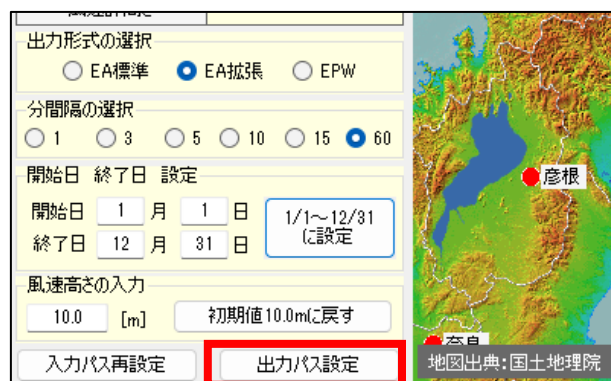 出力形式の選択
EA標準 EA拡張 EPW
分間隔の選択
1 3 5 10 15 60
開始日 終了日 設定
開始日 1 月 1 日
1/1～12/31
に設定
終了日 12 月 31 日
風速高さの入力
10.0 [m] 初期値10.0mに戻す
入力パス再設定 出力パス設定
彦根
地図出典:国土地理院